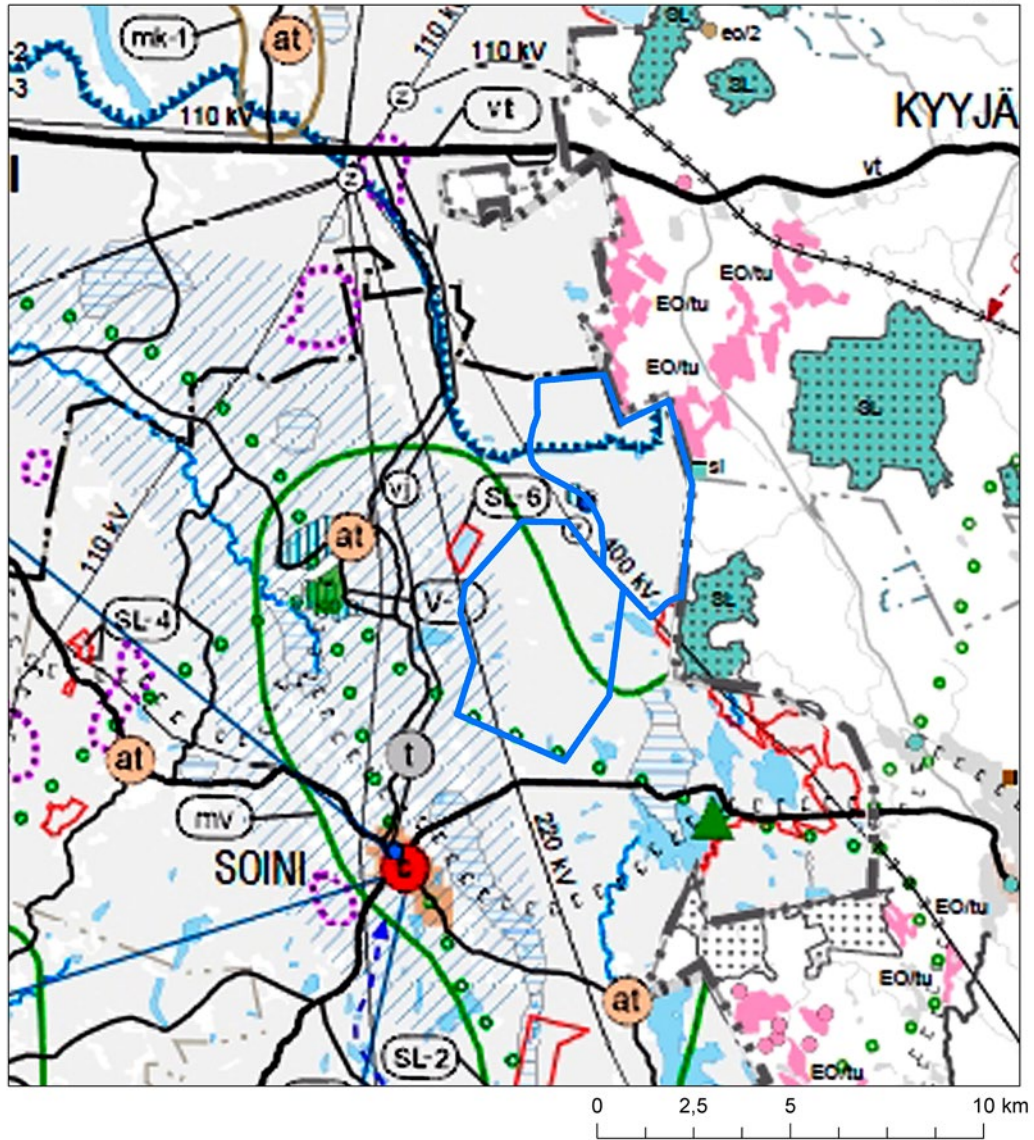 mk-1
at
110 kV
110 kV
SL
eo/2
-2
-3
z
110 kV
vt
KYYJÄ
I
z
vt
EO/tu
EO/tu
EO/tu
SL
sl
vj
SL-6
at
z
400 kV
110 kV
SL
SL-4
V-
at
t
mv
SOINI
220 kV
EO/tu
EO/tu
at
SL-2
EO/tu
0 2,5 5 10 km